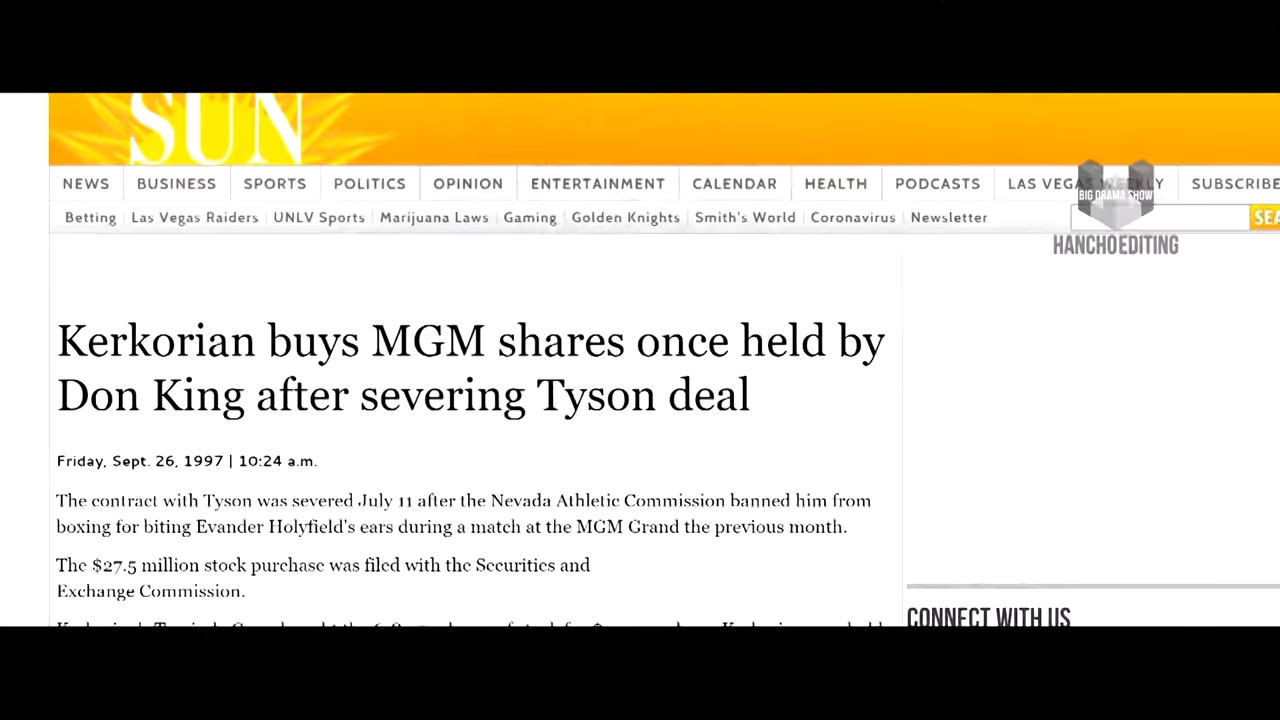 SUN
NEWS BUSINESS SPORTS POLITICS OPINION ENTERTAINMENT CALENDAR HEALTH PODCASTS LAS VEGAS WEEKLY SUBSCRIBE
Betting Las Vegas Raiders UNLV Sports Marijuana Laws Gaming Golden Knights Smith's World Coronavirus Newsletter
BIG DRAMA SHOW
SEA
HANCHOEDITING
Kerkorian buys MGM shares once held by
Don King after severing Tyson deal
Friday, Sept. 26, 1997 | 10:24 a.m.
The contract with Tyson was severed July 11 after the Nevada Athletic Commission banned him from
boxing for biting Evander Holyfield's ears during a match at the MGM Grand the previous month.
The $27.5 million stock purchase was filed with the Securities and
Exchange Commission.
CONNECT WITH US